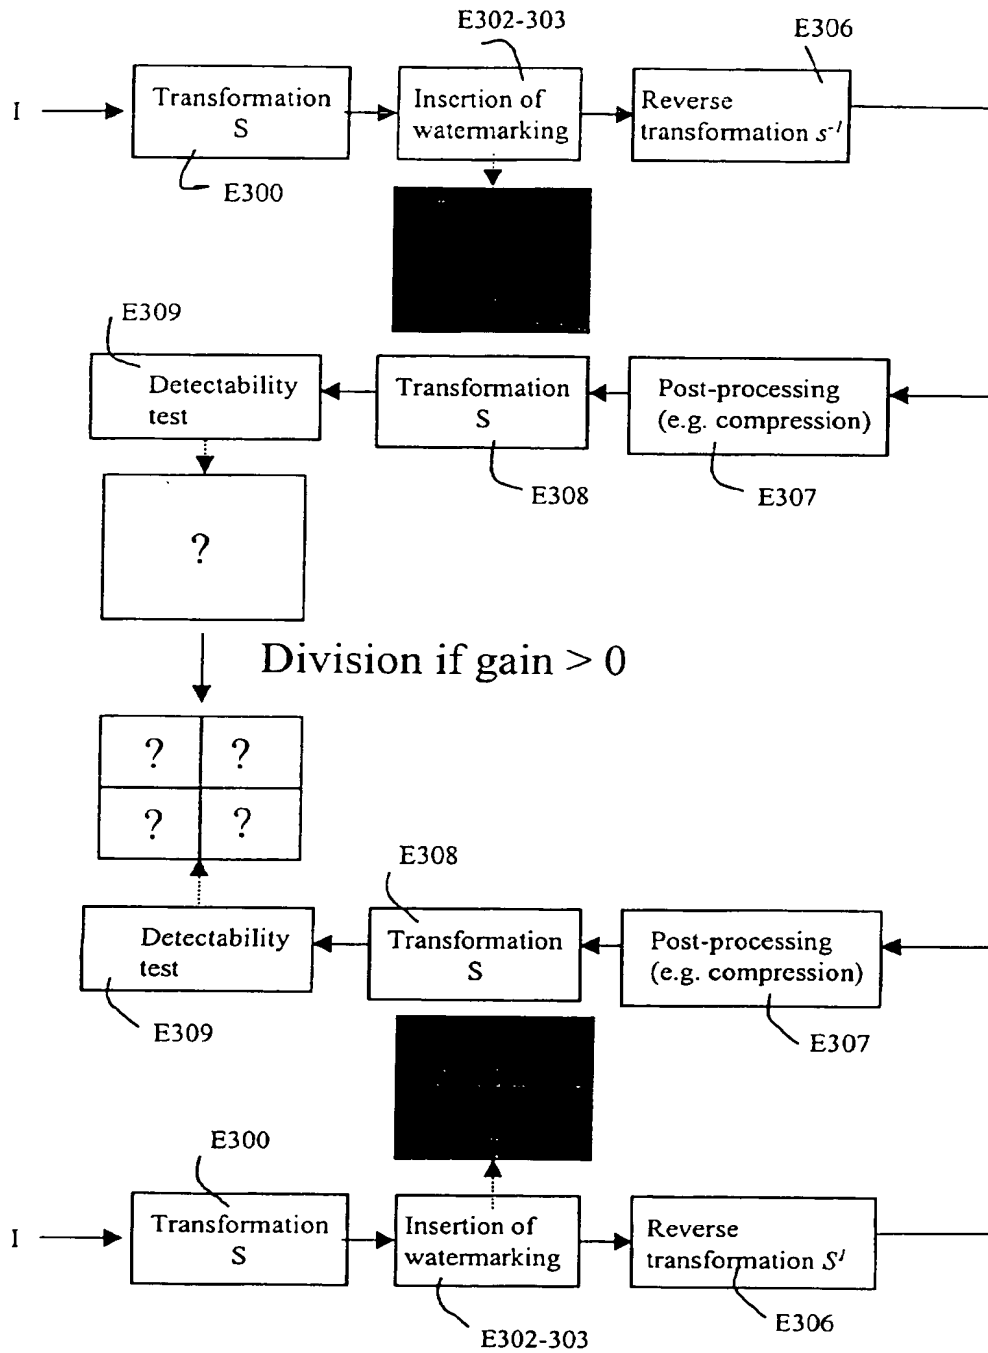 E302-303
E306
I
Transformation
S
Insertion of
watermarking
Reverse
transformation s⁻¹
E300
E309
Detectability
test
Transformation
S
Post-processing
(e.g. compression)
E308
E307
?
Division if gain > 0
? ?
? ?
E308
Detectability
test
Transformation
S
Post-processing
(e.g. compression)
E309
E307
E300
I
Transformation
S
Insertion of
watermarking
Reverse
transformation S¹
E302-303
E306